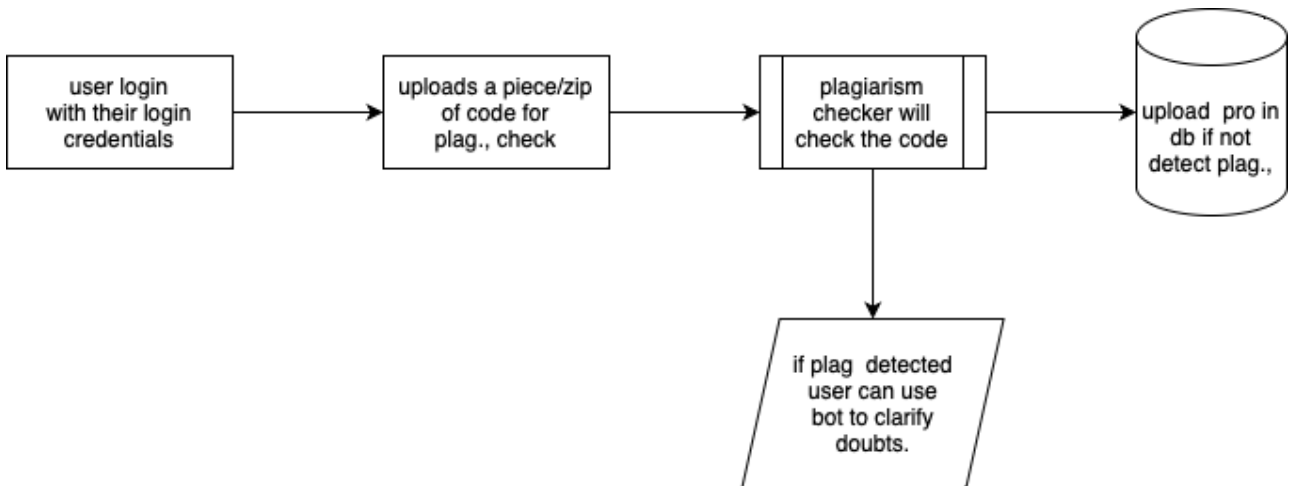 user login
with their login
credentials
uploads a piece/zip
of code for
plag., check
plagiarism
checker will
check the code
upload pro in
db if not
detect plag.,
if plag detected
user can use
bot to clarify
doubts.